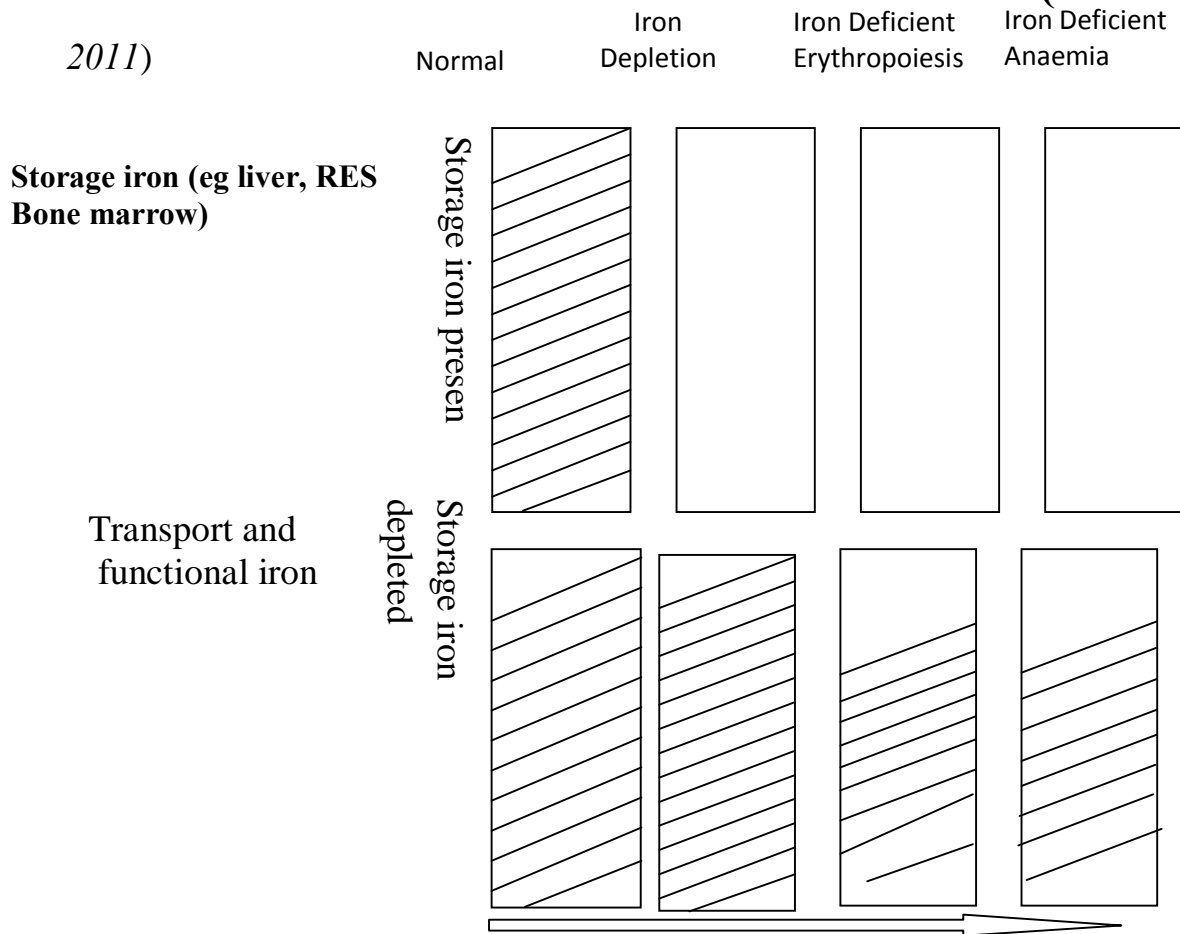 (
2011)
Normal
Iron
Depletion
Iron Deficient
Erythropoiesis
Iron Deficient
Anaemia
Storage iron (eg liver, RES
Bone marrow)
Storage iron presen
Transport and
functional iron
Storage iron
depleted